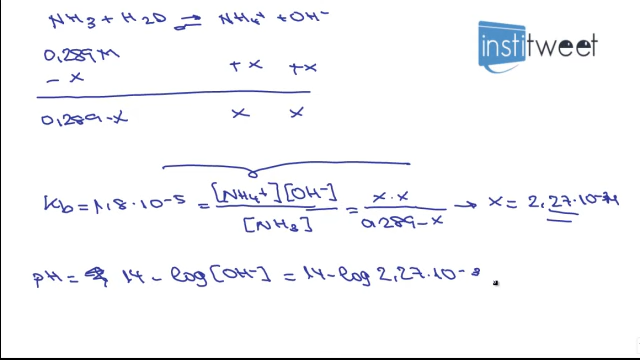 NH₃ + H₂O ⇌ NH₄⁺ + OH⁻
institweet
0,289M
- x +x +x
0,289-x x x
Kb = 1,8·10⁻⁵ = [NH₄⁺][OH⁻] / [NH₃] = x·x / 0,289-x → x = 2,27·10⁻³M
pH = 14 - log[OH⁻] = 14 - log 2,27·10⁻³